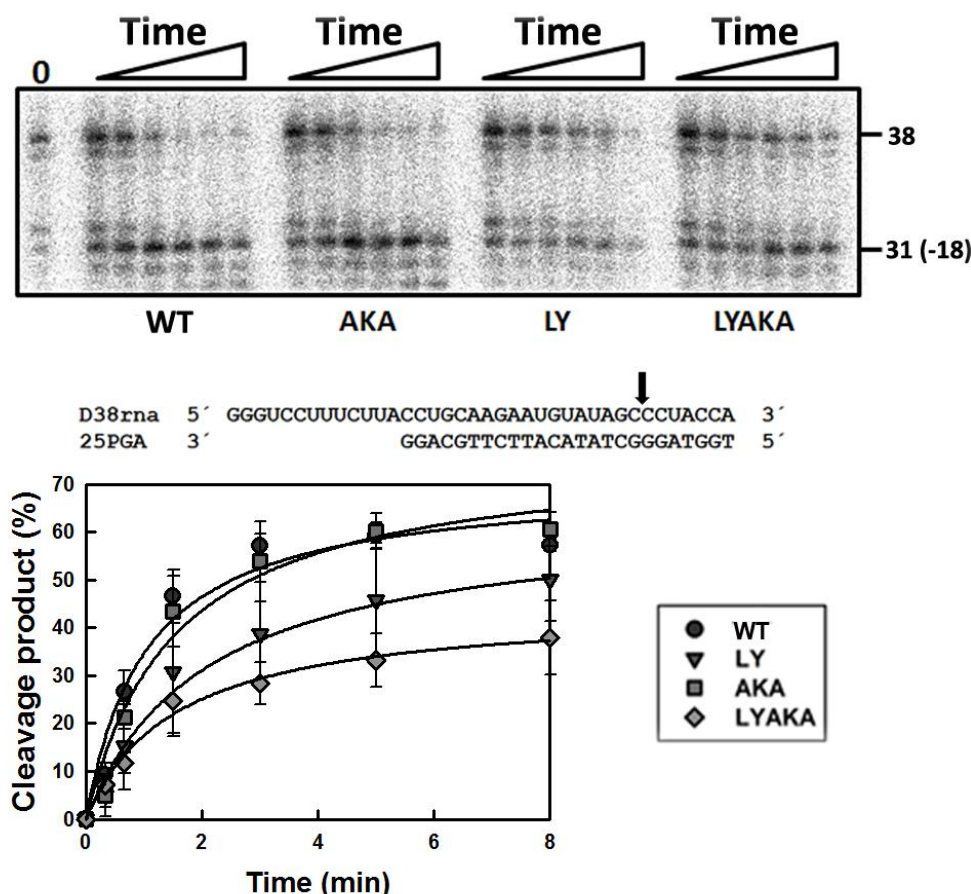 Time Time Time Time
0
38
31 (-18)
WT AKA LY LYAKA
D38rna 5´ GGGUCCUUUCUUACCUGCAAGAAUGUAUAGCCCUACCA 3´
25PGA 3´ GGACGTTCTTACATATCGGGATGGT 5´
Cleavage product (%)
70
60
50
40
30
20
10
0
0 2 4 6 8
Time (min)
WT
LY
AKA
LYAKA